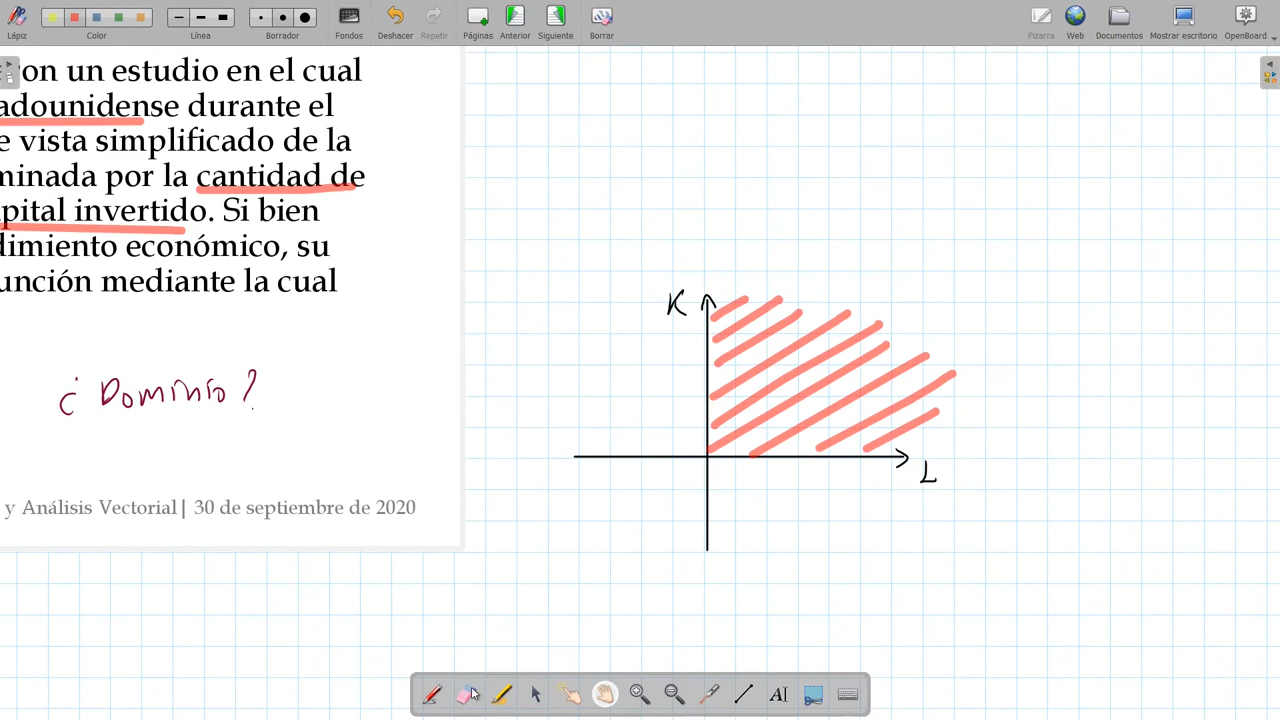 Lápiz
Color
Línea
Borrador
Fondos
Deshacer
Repetir
Páginas
Anterior
Siguiente
Borrar
Pizarra
Web
Documentos
Mostrar escritorio
OpenBoard
ron un estudio en el cual
adounidense durante el
e vista simplificado de la
minada por la cantidad de
pital invertido. Si bien
dimiento económico, su
unción mediante la cual
¿Dominio?
y Análisis Vectorial| 30 de septiembre de 2020
K
L
AI